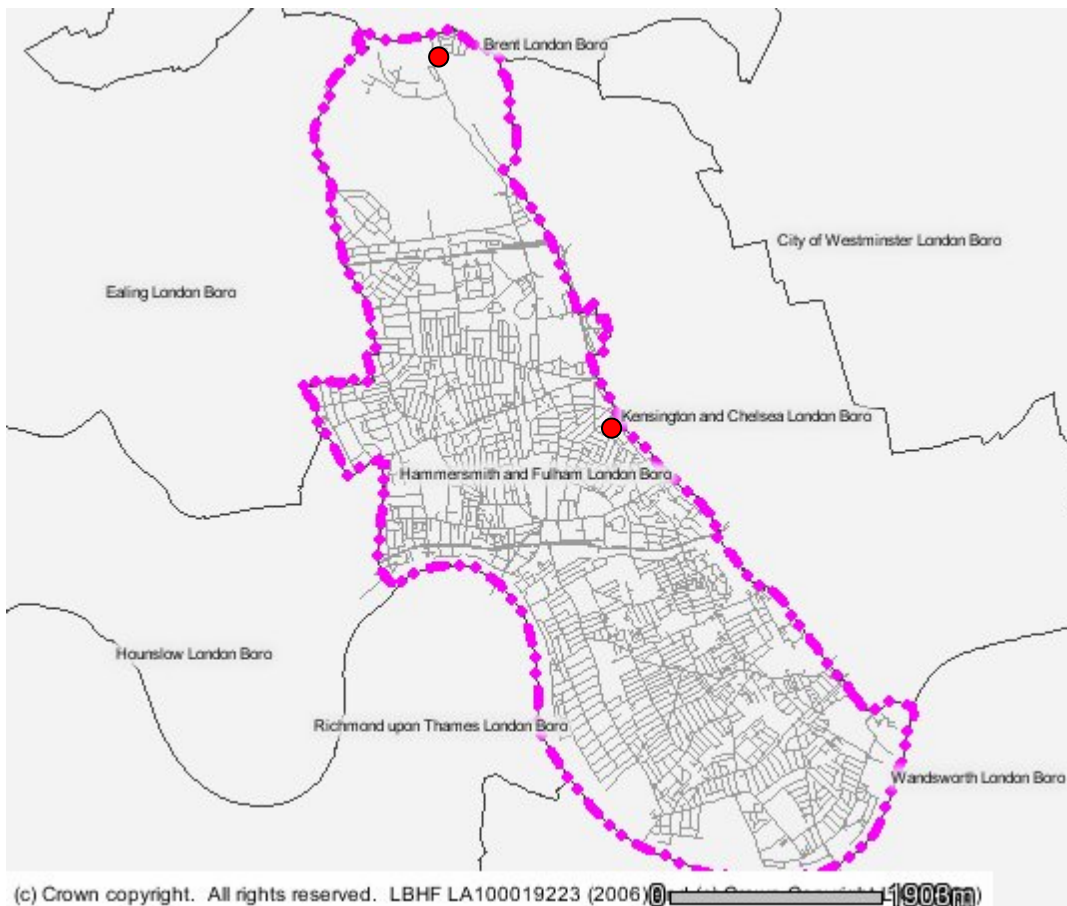 Brent London Boro
City of Westminster London Boro
Ealing London Boro
Kensington and Chelsea London Boro
Hammersmith and Fulham London Boro
Hounslow London Boro
Richmond upon Thames London Boro
Wandsworth London Boro
(c) Crown copyright. All rights reserved. LBHF LA100019223 (2006)